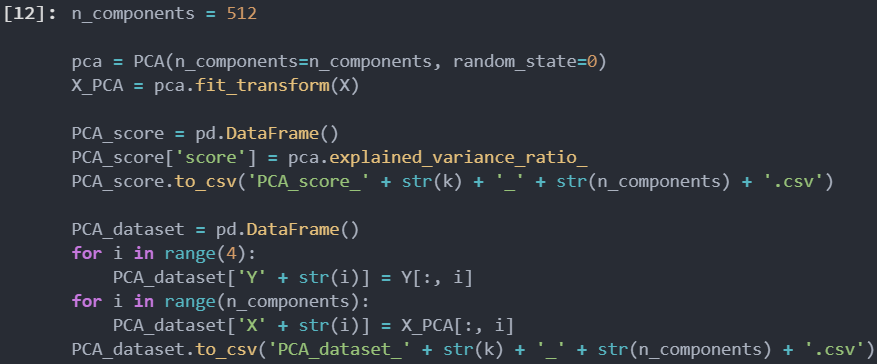 [12]: n_components = 512
pca = PCA(n_components=n_components, random_state=0)
X_PCA = pca.fit_transform(X)
PCA_score = pd.DataFrame()
PCA_score['score'] = pca.explained_variance_ratio_
PCA_score.to_csv('PCA_score_' + str(k) + '_' + str(n_components) + '.csv')
PCA_dataset = pd.DataFrame()
for i in range(4):
    PCA_dataset['Y' + str(i)] = Y[:, i]
for i in range(n_components):
    PCA_dataset['X' + str(i)] = X_PCA[:, i]
PCA_dataset.to_csv('PCA_dataset_' + str(k) + '_' + str(n_components) + '.csv')